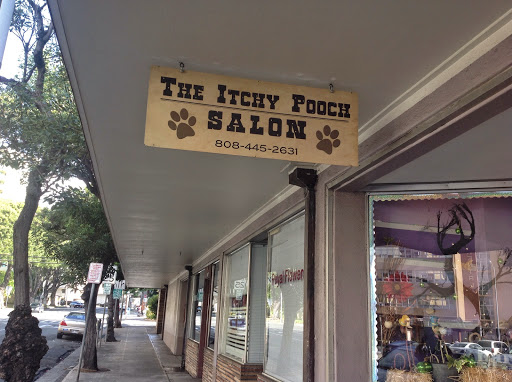 THE ITCHY POOCH
SALON
808-445-2631